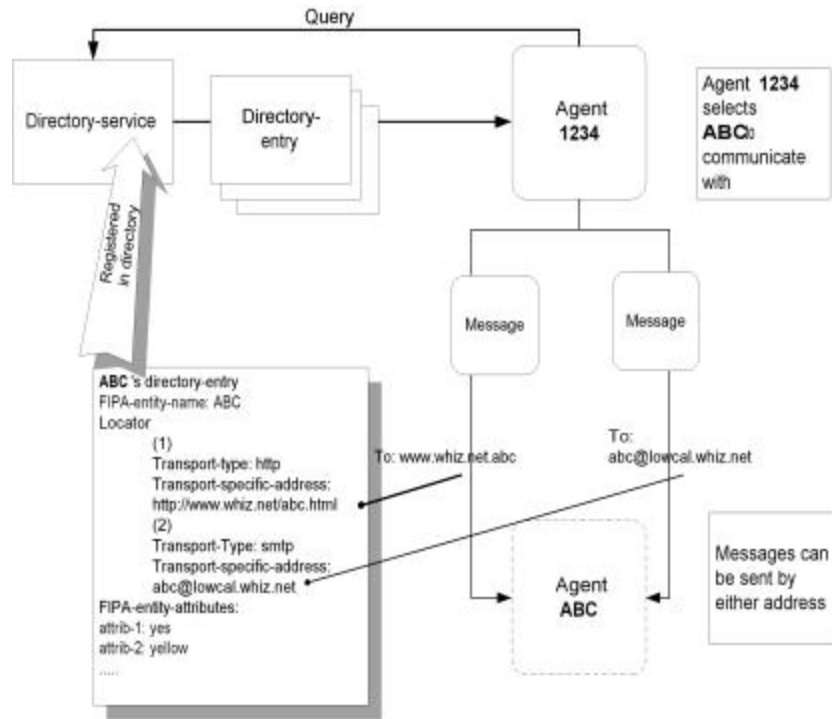 Query
Directory-service
Directory-
entry
Agent
1234
Agent 1234
selects
ABC
communicate
with
Registered
in directory
Message
Message
ABC 's directory-entry
FIPA-entity-name: ABC
Locator
(1)
Transport-type: http
Transport-specific-address:
http://www.whiz.net/abc.html
(2)
Transport-Type: smtp
Transport-specific-address:
abc@lowcal.whiz.net
FIPA-entity-attributes:
attrib-1: yes
attrib-2: yellow
.....
To: www.whiz.net.abc
To:
abc@lowcal.whiz.net
Agent
ABC
Messages can
be sent by
either address